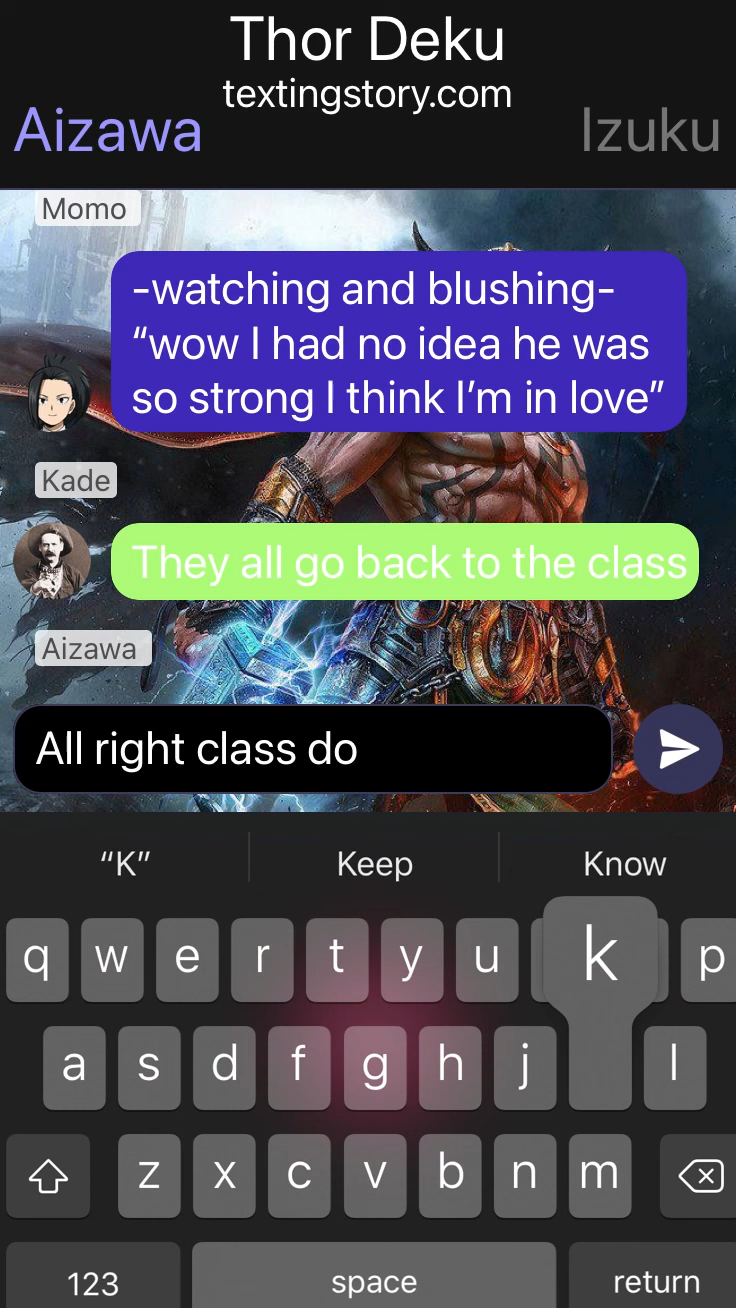 Thor Deku
textingstory.com
Aizawa
Izuku
Momo
-watching and blushing-
“wow I had no idea he was
so strong I think I’m in love”
Kade
They all go back to the class
Aizawa
All right class do
“K”
Keep
Know
q w e r t y u p
k
a s d f g h j l
z x c v b n m
123
space
return